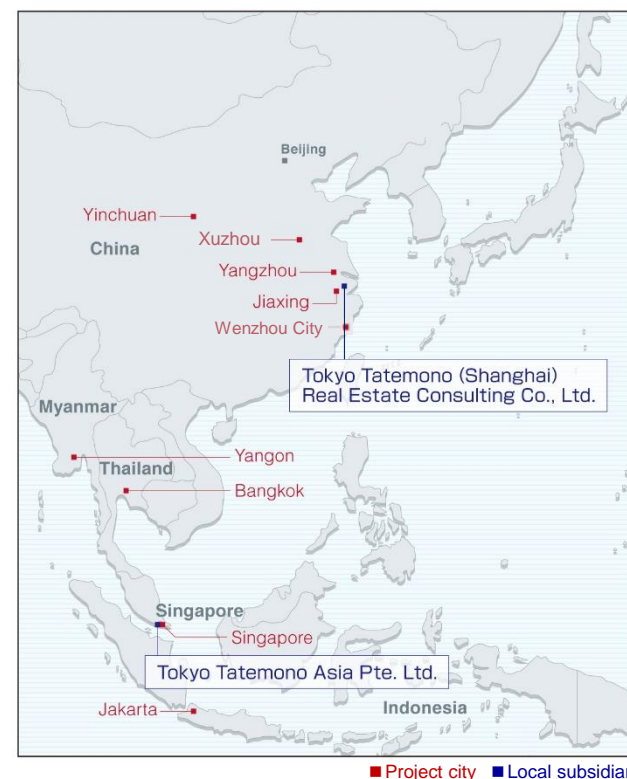 Beijing
Yinchuan
Xuzhou
China
Yangzhou
Jiaxing
Wenzhou City
Tokyo Tatemono (Shanghai)
Real Estate Consulting Co., Ltd.
Myanmar
Yangon
Thailand
Bangkok
Singapore
Singapore
Tokyo Tatemono Asia Pte. Ltd.
Jakarta
Indonesia
■ Project city ■ Local subsidiar